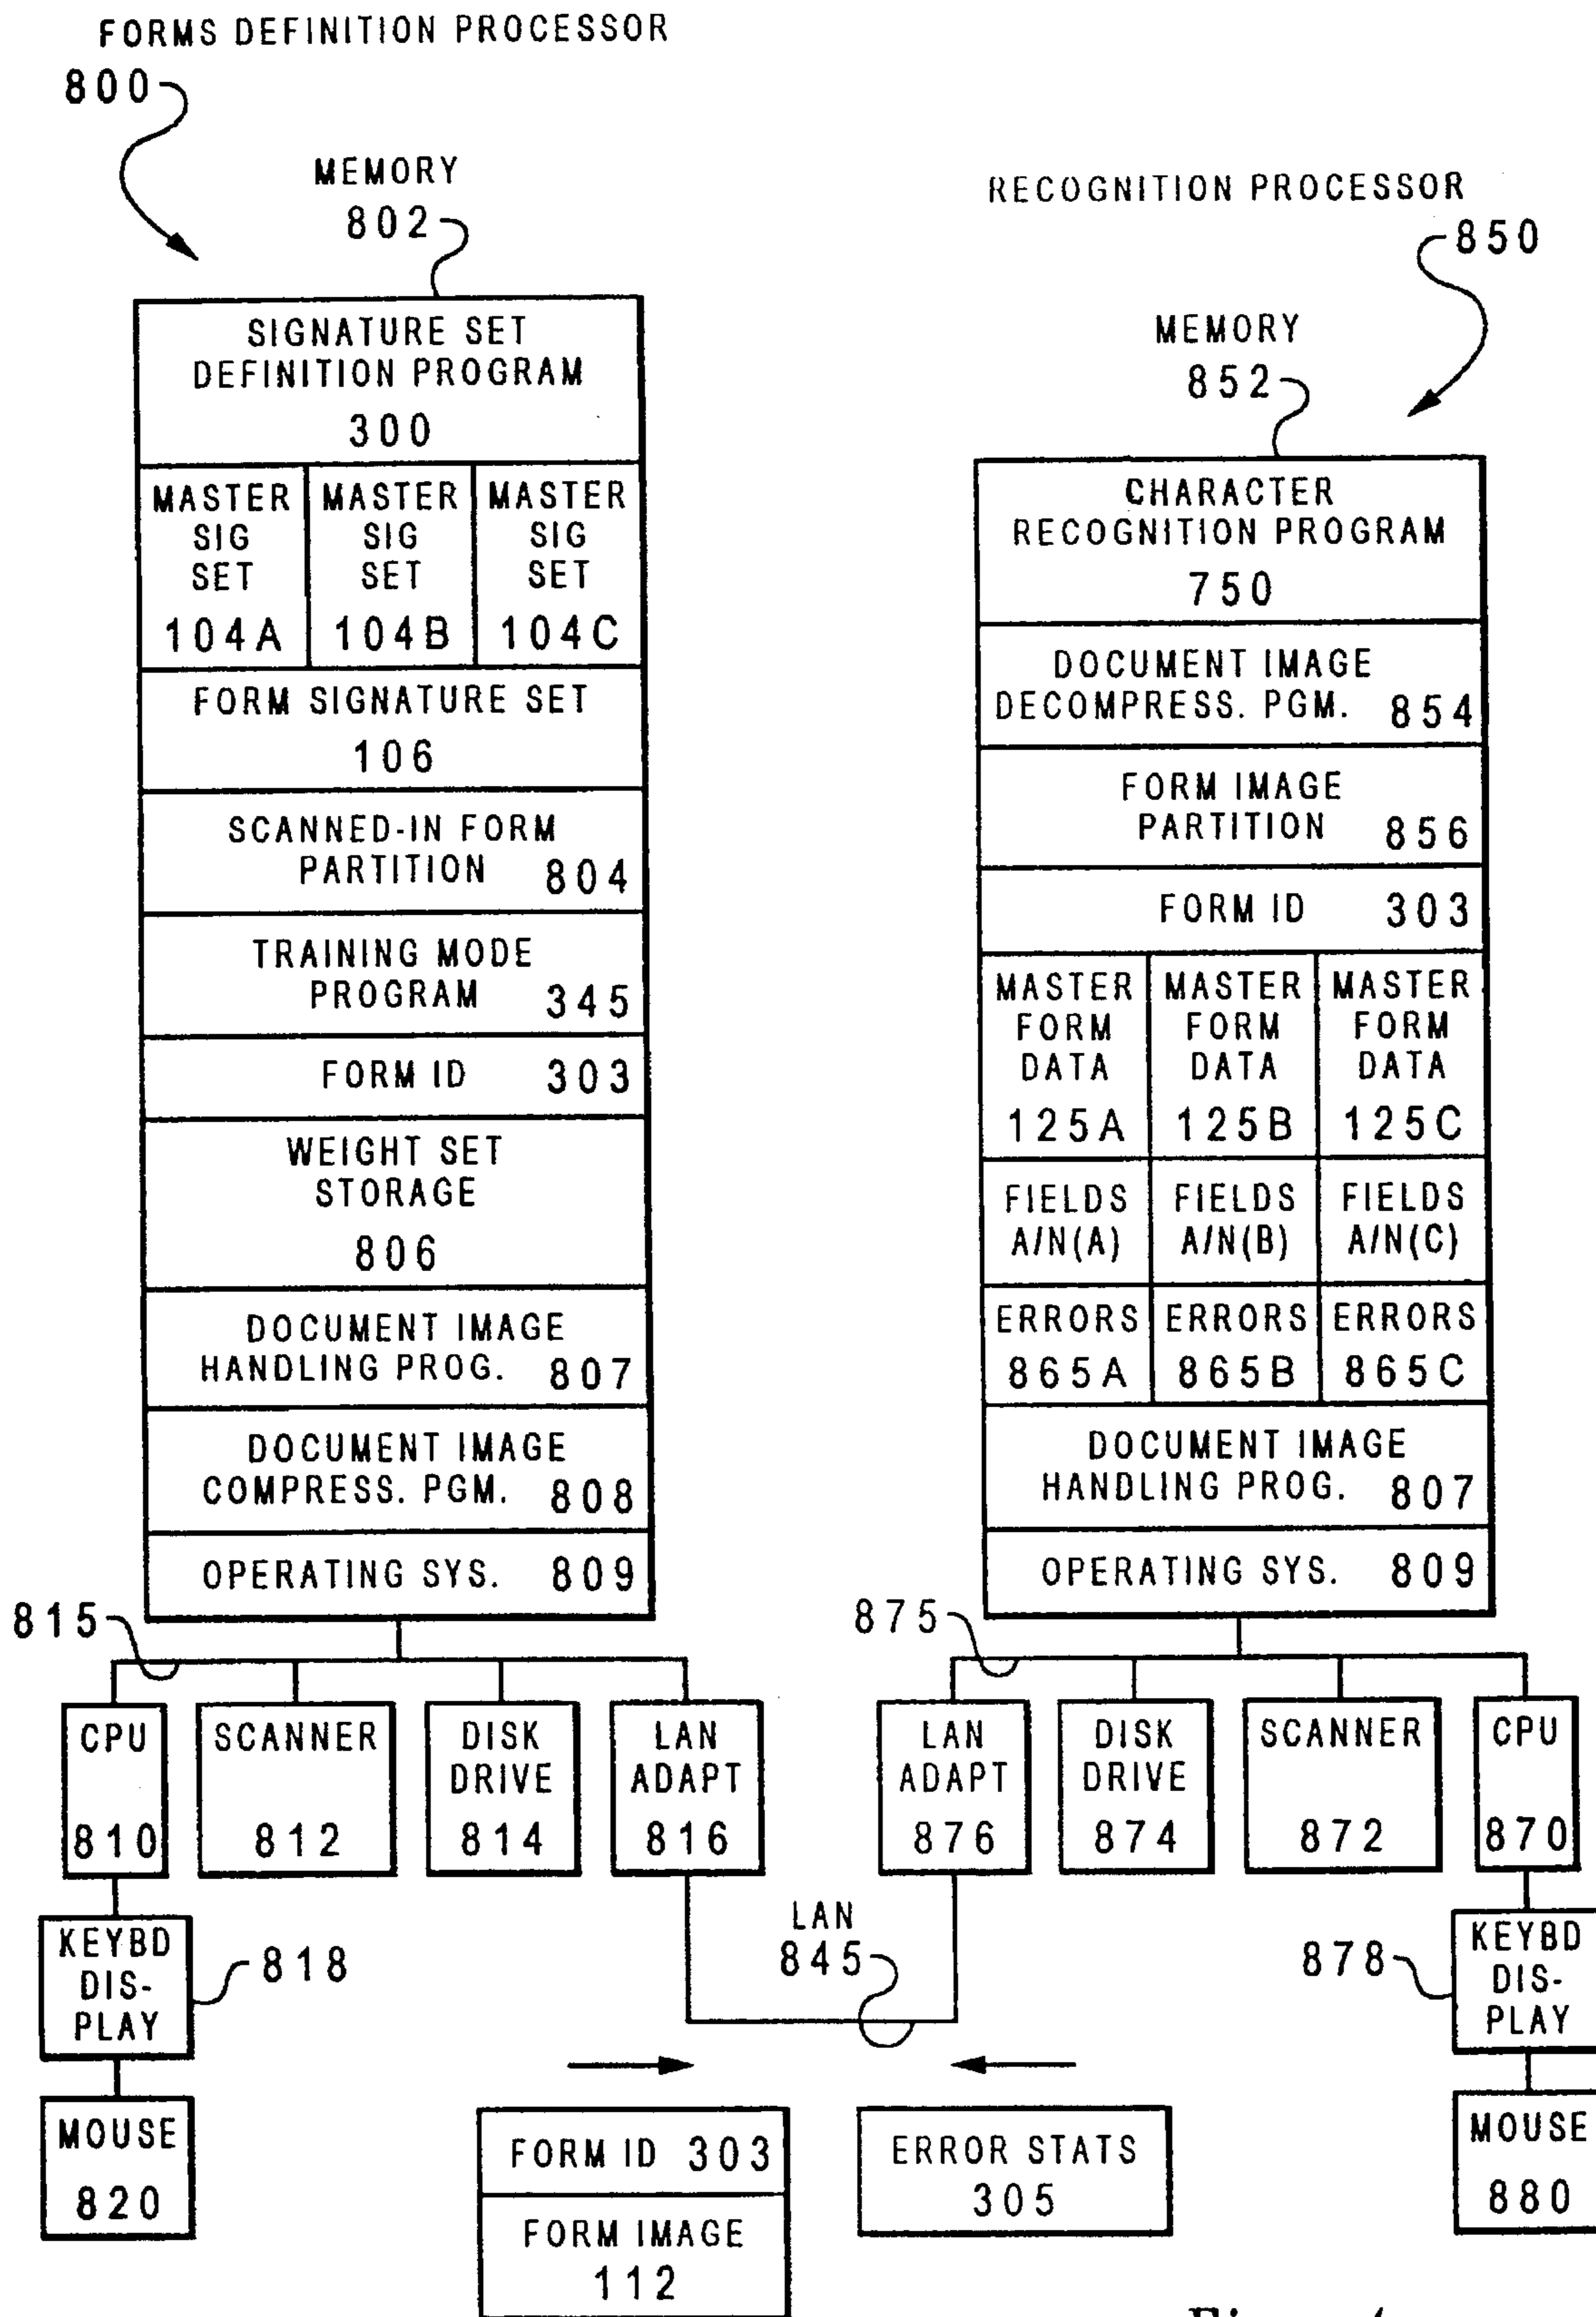 FORMS DEFINITION PROCESSOR
800
MEMORY
802
SIGNATURE SET
DEFINITION PROGRAM
300
MASTER SIG SET 104A
MASTER SIG SET 104B
MASTER SIG SET 104C
FORM SIGNATURE SET
106
SCANNED-IN FORM
PARTITION 804
TRAINING MODE
PROGRAM 345
FORM ID 303
WEIGHT SET
STORAGE
806
DOCUMENT IMAGE
HANDLING PROG. 807
DOCUMENT IMAGE
COMPRESS. PGM. 808
OPERATING SYS. 809
815
CPU
810
SCANNER
812
DISK
DRIVE
814
LAN
ADAPT
816
KEYBD
DIS-
PLAY
818
MOUSE
820
RECOGNITION PROCESSOR
850
MEMORY
852
CHARACTER
RECOGNITION PROGRAM
750
DOCUMENT IMAGE
DECOMPRESS. PGM. 854
FORM IMAGE
PARTITION 856
FORM ID 303
MASTER FORM DATA 125A
MASTER FORM DATA 125B
MASTER FORM DATA 125C
FIELDS A/N(A)
FIELDS A/N(B)
FIELDS A/N(C)
ERRORS 865A
ERRORS 865B
ERRORS 865C
DOCUMENT IMAGE
HANDLING PROG. 807
OPERATING SYS. 809
875
LAN
ADAPT
876
DISK
DRIVE
874
SCANNER
872
CPU
870
878
KEYBD
DIS-
PLAY
MOUSE
880
LAN
845
FORM ID 303
FORM IMAGE
112
ERROR STATS
305